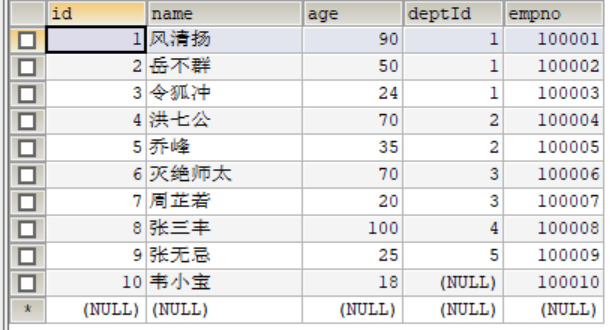 id name age deptId empno
1 风清扬 90 1 100001
2 岳不群 50 1 100002
3 令狐冲 24 1 100003
4 洪七公 70 2 100004
5 乔峰 35 2 100005
6 灭绝师太 70 3 100006
7 周芷若 20 3 100007
8 张三丰 100 4 100008
9 张无忌 25 5 100009
10 韦小宝 18 (NULL) 100010
* (NULL) (NULL) (NULL) (NULL) (NULL)